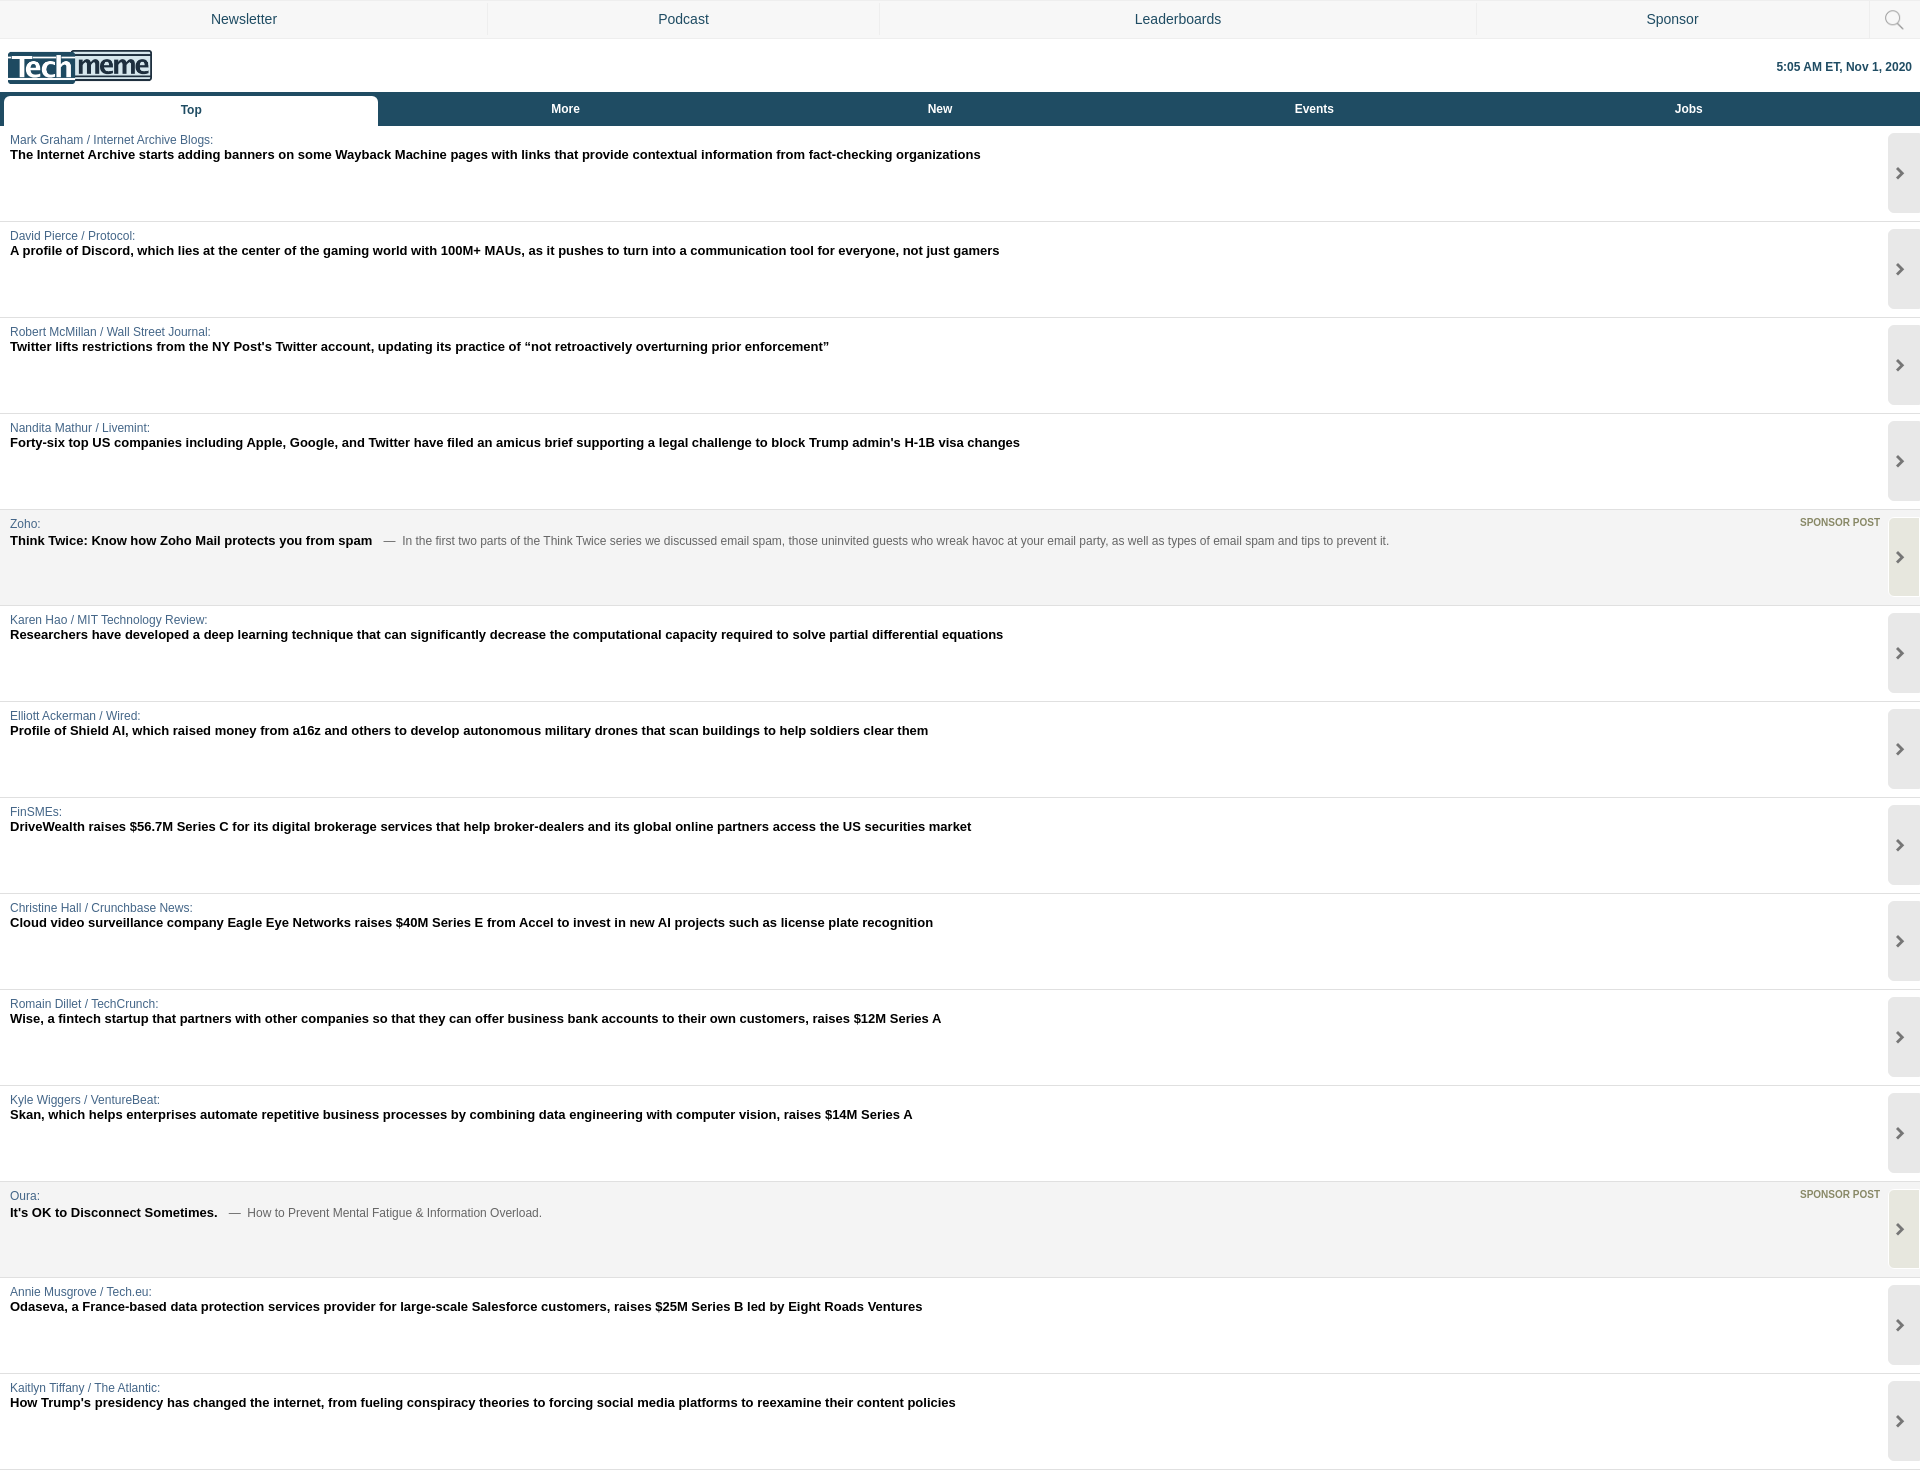 Newsletter
Podcast
Leaderboards
Sponsor
Techmeme
5:05 AM ET, Nov 1, 2020
Top
More
New
Events
Jobs
Mark Graham / Internet Archive Blogs:
The Internet Archive starts adding banners on some Wayback Machine pages with links that provide contextual information from fact-checking organizations
David Pierce / Protocol:
A profile of Discord, which lies at the center of the gaming world with 100M+ MAUs, as it pushes to turn into a communication tool for everyone, not just gamers
Robert McMillan / Wall Street Journal:
Twitter lifts restrictions from the NY Post's Twitter account, updating its practice of “not retroactively overturning prior enforcement”
Nandita Mathur / Livemint:
Forty-six top US companies including Apple, Google, and Twitter have filed an amicus brief supporting a legal challenge to block Trump admin's H-1B visa changes
Zoho:
SPONSOR POST
Think Twice: Know how Zoho Mail protects you from spam — In the first two parts of the Think Twice series we discussed email spam, those uninvited guests who wreak havoc at your email party, as well as types of email spam and tips to prevent it.
Karen Hao / MIT Technology Review:
Researchers have developed a deep learning technique that can significantly decrease the computational capacity required to solve partial differential equations
Elliott Ackerman / Wired:
Profile of Shield AI, which raised money from a16z and others to develop autonomous military drones that scan buildings to help soldiers clear them
FinSMEs:
DriveWealth raises $56.7M Series C for its digital brokerage services that help broker-dealers and its global online partners access the US securities market
Christine Hall / Crunchbase News:
Cloud video surveillance company Eagle Eye Networks raises $40M Series E from Accel to invest in new AI projects such as license plate recognition
Romain Dillet / TechCrunch:
Wise, a fintech startup that partners with other companies so that they can offer business bank accounts to their own customers, raises $12M Series A
Kyle Wiggers / VentureBeat:
Skan, which helps enterprises automate repetitive business processes by combining data engineering with computer vision, raises $14M Series A
Oura:
SPONSOR POST
It's OK to Disconnect Sometimes. — How to Prevent Mental Fatigue & Information Overload.
Annie Musgrove / Tech.eu:
Odaseva, a France-based data protection services provider for large-scale Salesforce customers, raises $25M Series B led by Eight Roads Ventures
Kaitlyn Tiffany / The Atlantic:
How Trump's presidency has changed the internet, from fueling conspiracy theories to forcing social media platforms to reexamine their content policies